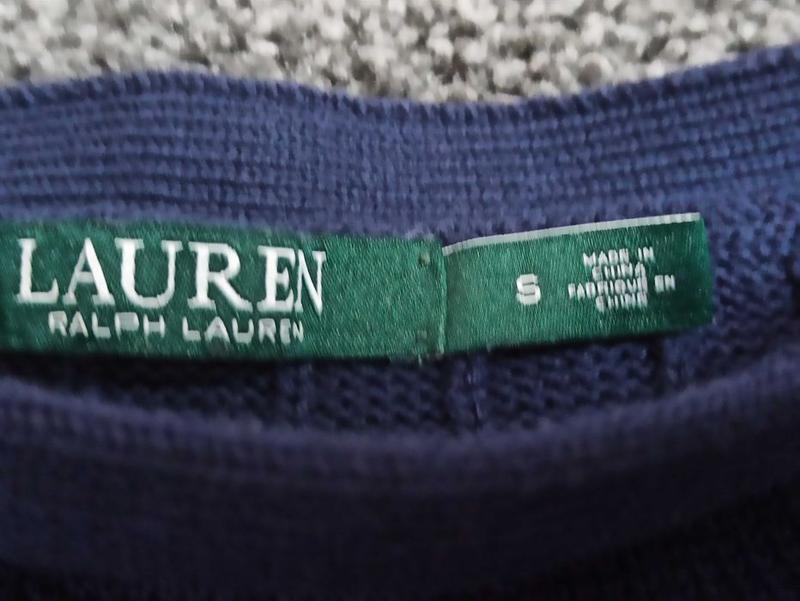 LAUREN
RALPH LAUREN
S
MADE IN
CHINA
FABRIQUÉ EN
CHINE